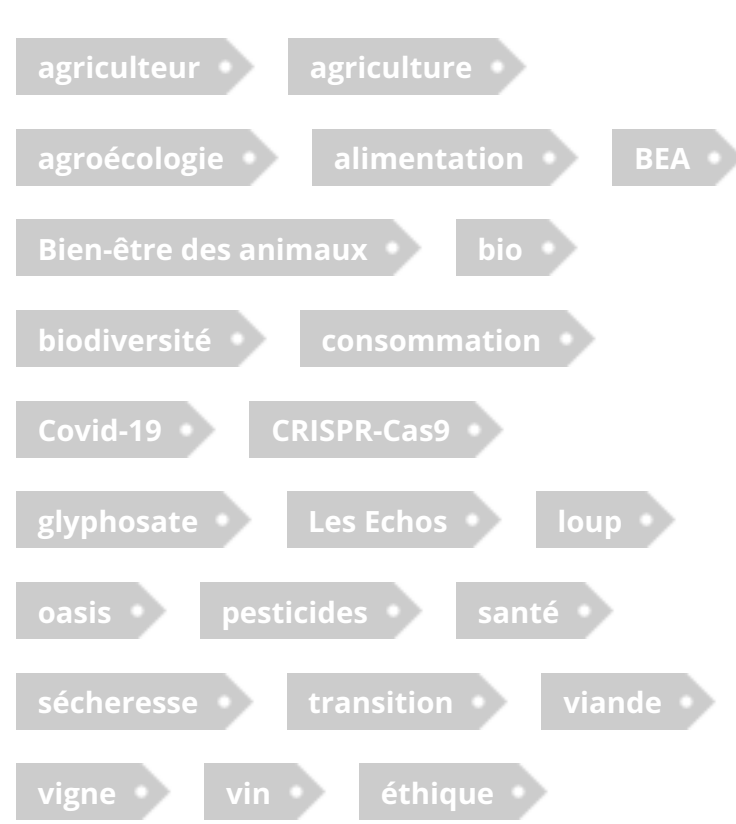 agriculteur agriculture
agroécologie alimentation BEA
Bien-être des animaux bio
biodiversité consommation
Covid-19 CRISPR-Cas9
glyphosate Les Echos loup
oasis pesticides santé
sécheresse transition viande
vigne vin éthique